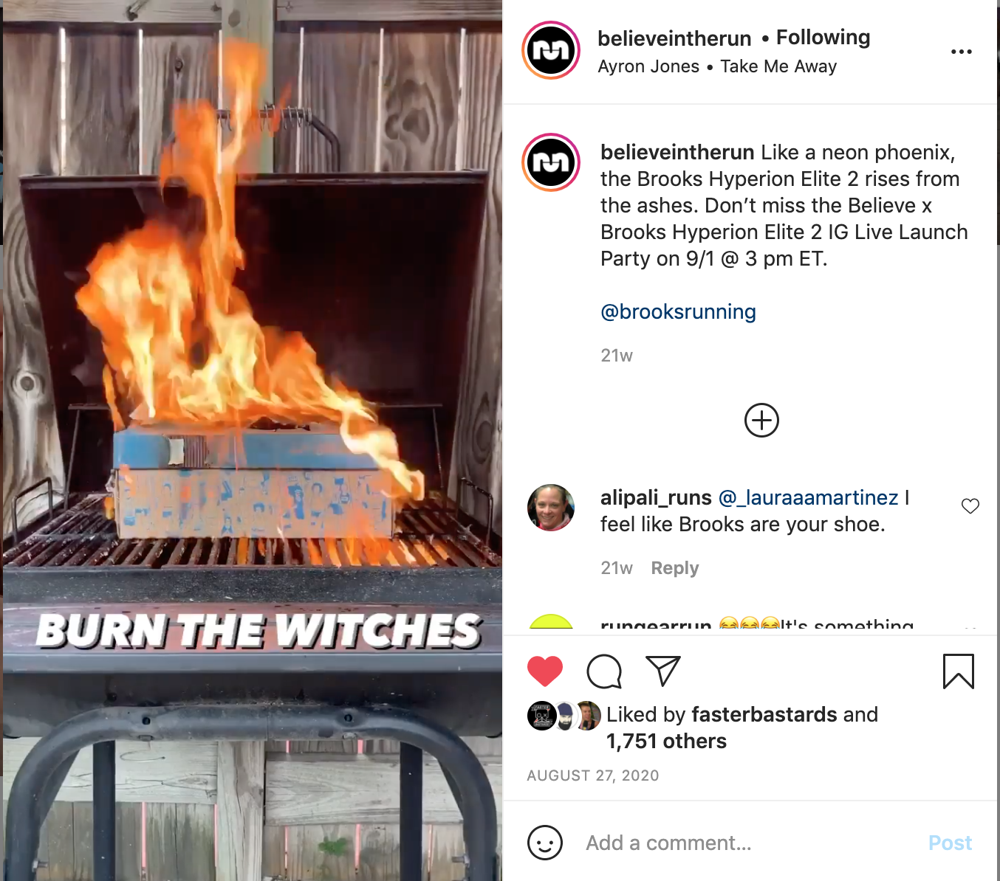 BURN THE WITCHES
believeintherun • Following
Ayron Jones • Take Me Away
believeintherun Like a neon phoenix,
the Brooks Hyperion Elite 2 rises from
the ashes. Don’t miss the Believe x
Brooks Hyperion Elite 2 IG Live Launch
Party on 9/1 @ 3 pm ET.
@brooksrunning
21w
alipali_runs @_lauraaamartinez I
feel like Brooks are your shoe.
21w Reply
rungearrun 😂😂😂It's something
Liked by fasterbastards and
1,751 others
AUGUST 27, 2020
Add a comment...
Post